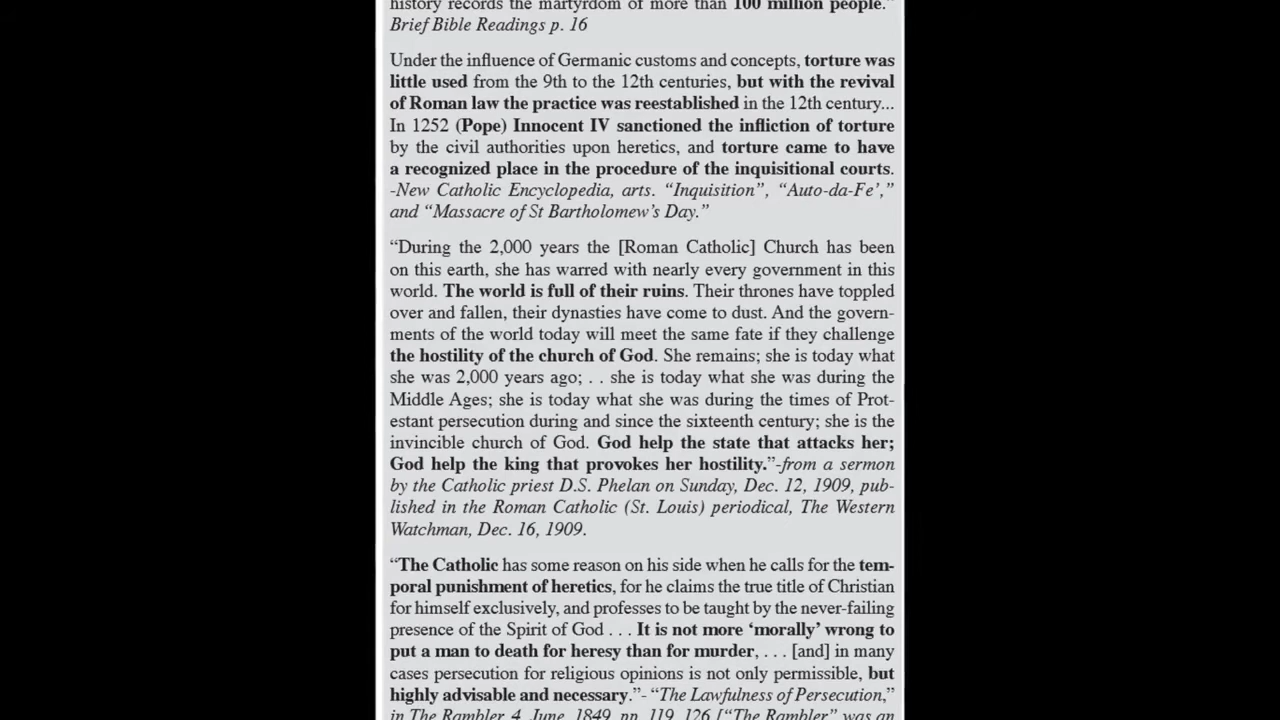 history records the martyrdom of more than 100 million people."
Brief Bible Readings p. 16
Under the influence of Germanic customs and concepts, torture was
little used from the 9th to the 12th centuries, but with the revival
of Roman law the practice was reestablished in the 12th century...
In 1252 (Pope) Innocent IV sanctioned the infliction of torture
by the civil authorities upon heretics, and torture came to have
a recognized place in the procedure of the inquisitional courts.
-New Catholic Encyclopedia, arts. “Inquisition”, “Auto-da-Fe’,”
and “Massacre of St Bartholomew’s Day.”
“During the 2,000 years the [Roman Catholic] Church has been
on this earth, she has warred with nearly every government in this
world. The world is full of their ruins. Their thrones have toppled
over and fallen, their dynasties have come to dust. And the govern-
ments of the world today will meet the same fate if they challenge
the hostility of the church of God. She remains; she is today what
she was 2,000 years ago; . . she is today what she was during the
Middle Ages; she is today what she was during the times of Prot-
estant persecution during and since the sixteenth century; she is the
invincible church of God. God help the state that attacks her;
God help the king that provokes her hostility.”-from a sermon
by the Catholic priest D.S. Phelan on Sunday, Dec. 12, 1909, pub-
lished in the Roman Catholic (St. Louis) periodical, The Western
Watchman, Dec. 16, 1909.
“The Catholic has some reason on his side when he calls for the tem-
poral punishment of heretics, for he claims the true title of Christian
for himself exclusively, and professes to be taught by the never-failing
presence of the Spirit of God . . . It is not more ‘morally’ wrong to
put a man to death for heresy than for murder, . . . [and] in many
cases persecution for religious opinions is not only permissible, but
highly advisable and necessary.”- “The Lawfulness of Persecution,”
in The Rambler, 4, June, 1849, pp. 119, 126 [“The Rambler” was an